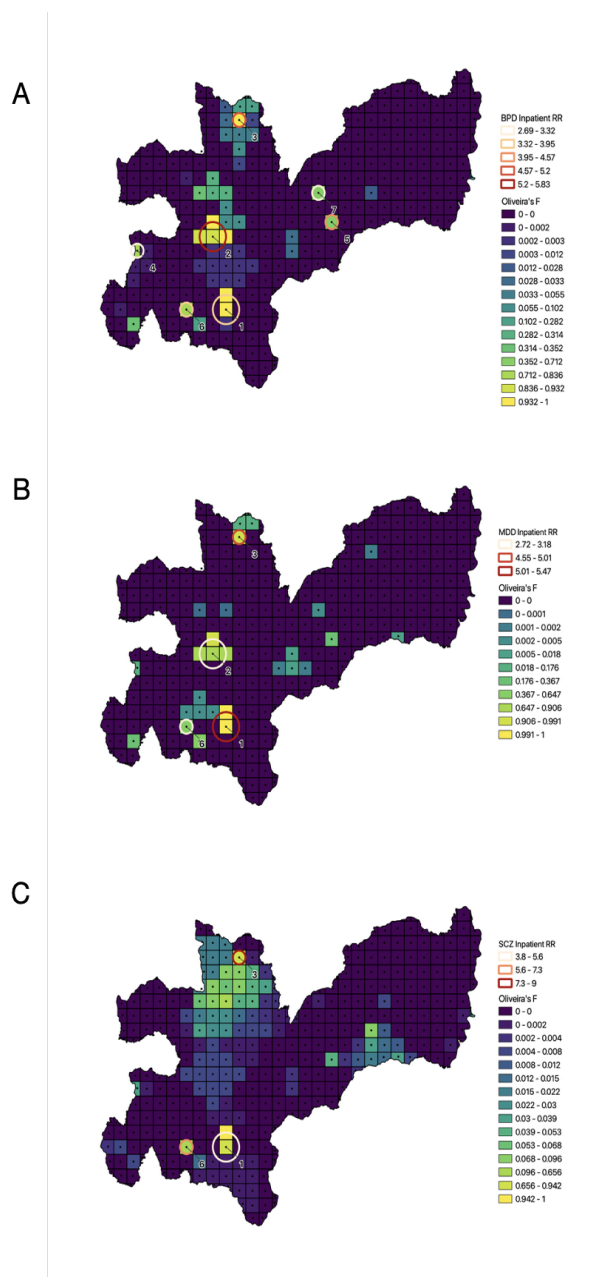 A
BPD Inpatient RR
2.69 - 3.32
3.32 - 3.95
3.95 - 4.57
4.57 - 5.2
5.2 - 5.83
Oliveira's F
0 - 0
0 - 0.002
0.002 - 0.003
0.003 - 0.012
0.012 - 0.028
0.028 - 0.033
0.033 - 0.055
0.055 - 0.102
0.102 - 0.282
0.282 - 0.314
0.314 - 0.352
0.352 - 0.712
0.712 - 0.836
0.836 - 0.932
0.932 - 1
3
7
5
2
4
6
1
B
MDD Inpatient RR
2.72 - 3.18
4.55 - 5.01
5.01 - 5.47
Oliveira's F
0 - 0
0 - 0.001
0.001 - 0.002
0.002 - 0.005
0.005 - 0.018
0.018 - 0.176
0.176 - 0.367
0.367 - 0.647
0.647 - 0.906
0.906 - 0.991
0.991 - 1
3
2
6
1
C
SCZ Inpatient RR
3.8 - 5.6
5.6 - 7.3
7.3 - 9
Oliveira's F
0 - 0
0 - 0.002
0.002 - 0.004
0.004 - 0.008
0.008 - 0.012
0.012 - 0.015
0.015 - 0.022
0.022 - 0.03
0.03 - 0.039
0.039 - 0.053
0.053 - 0.068
0.068 - 0.096
0.096 - 0.656
0.656 - 0.942
0.942 - 1
3
6
1